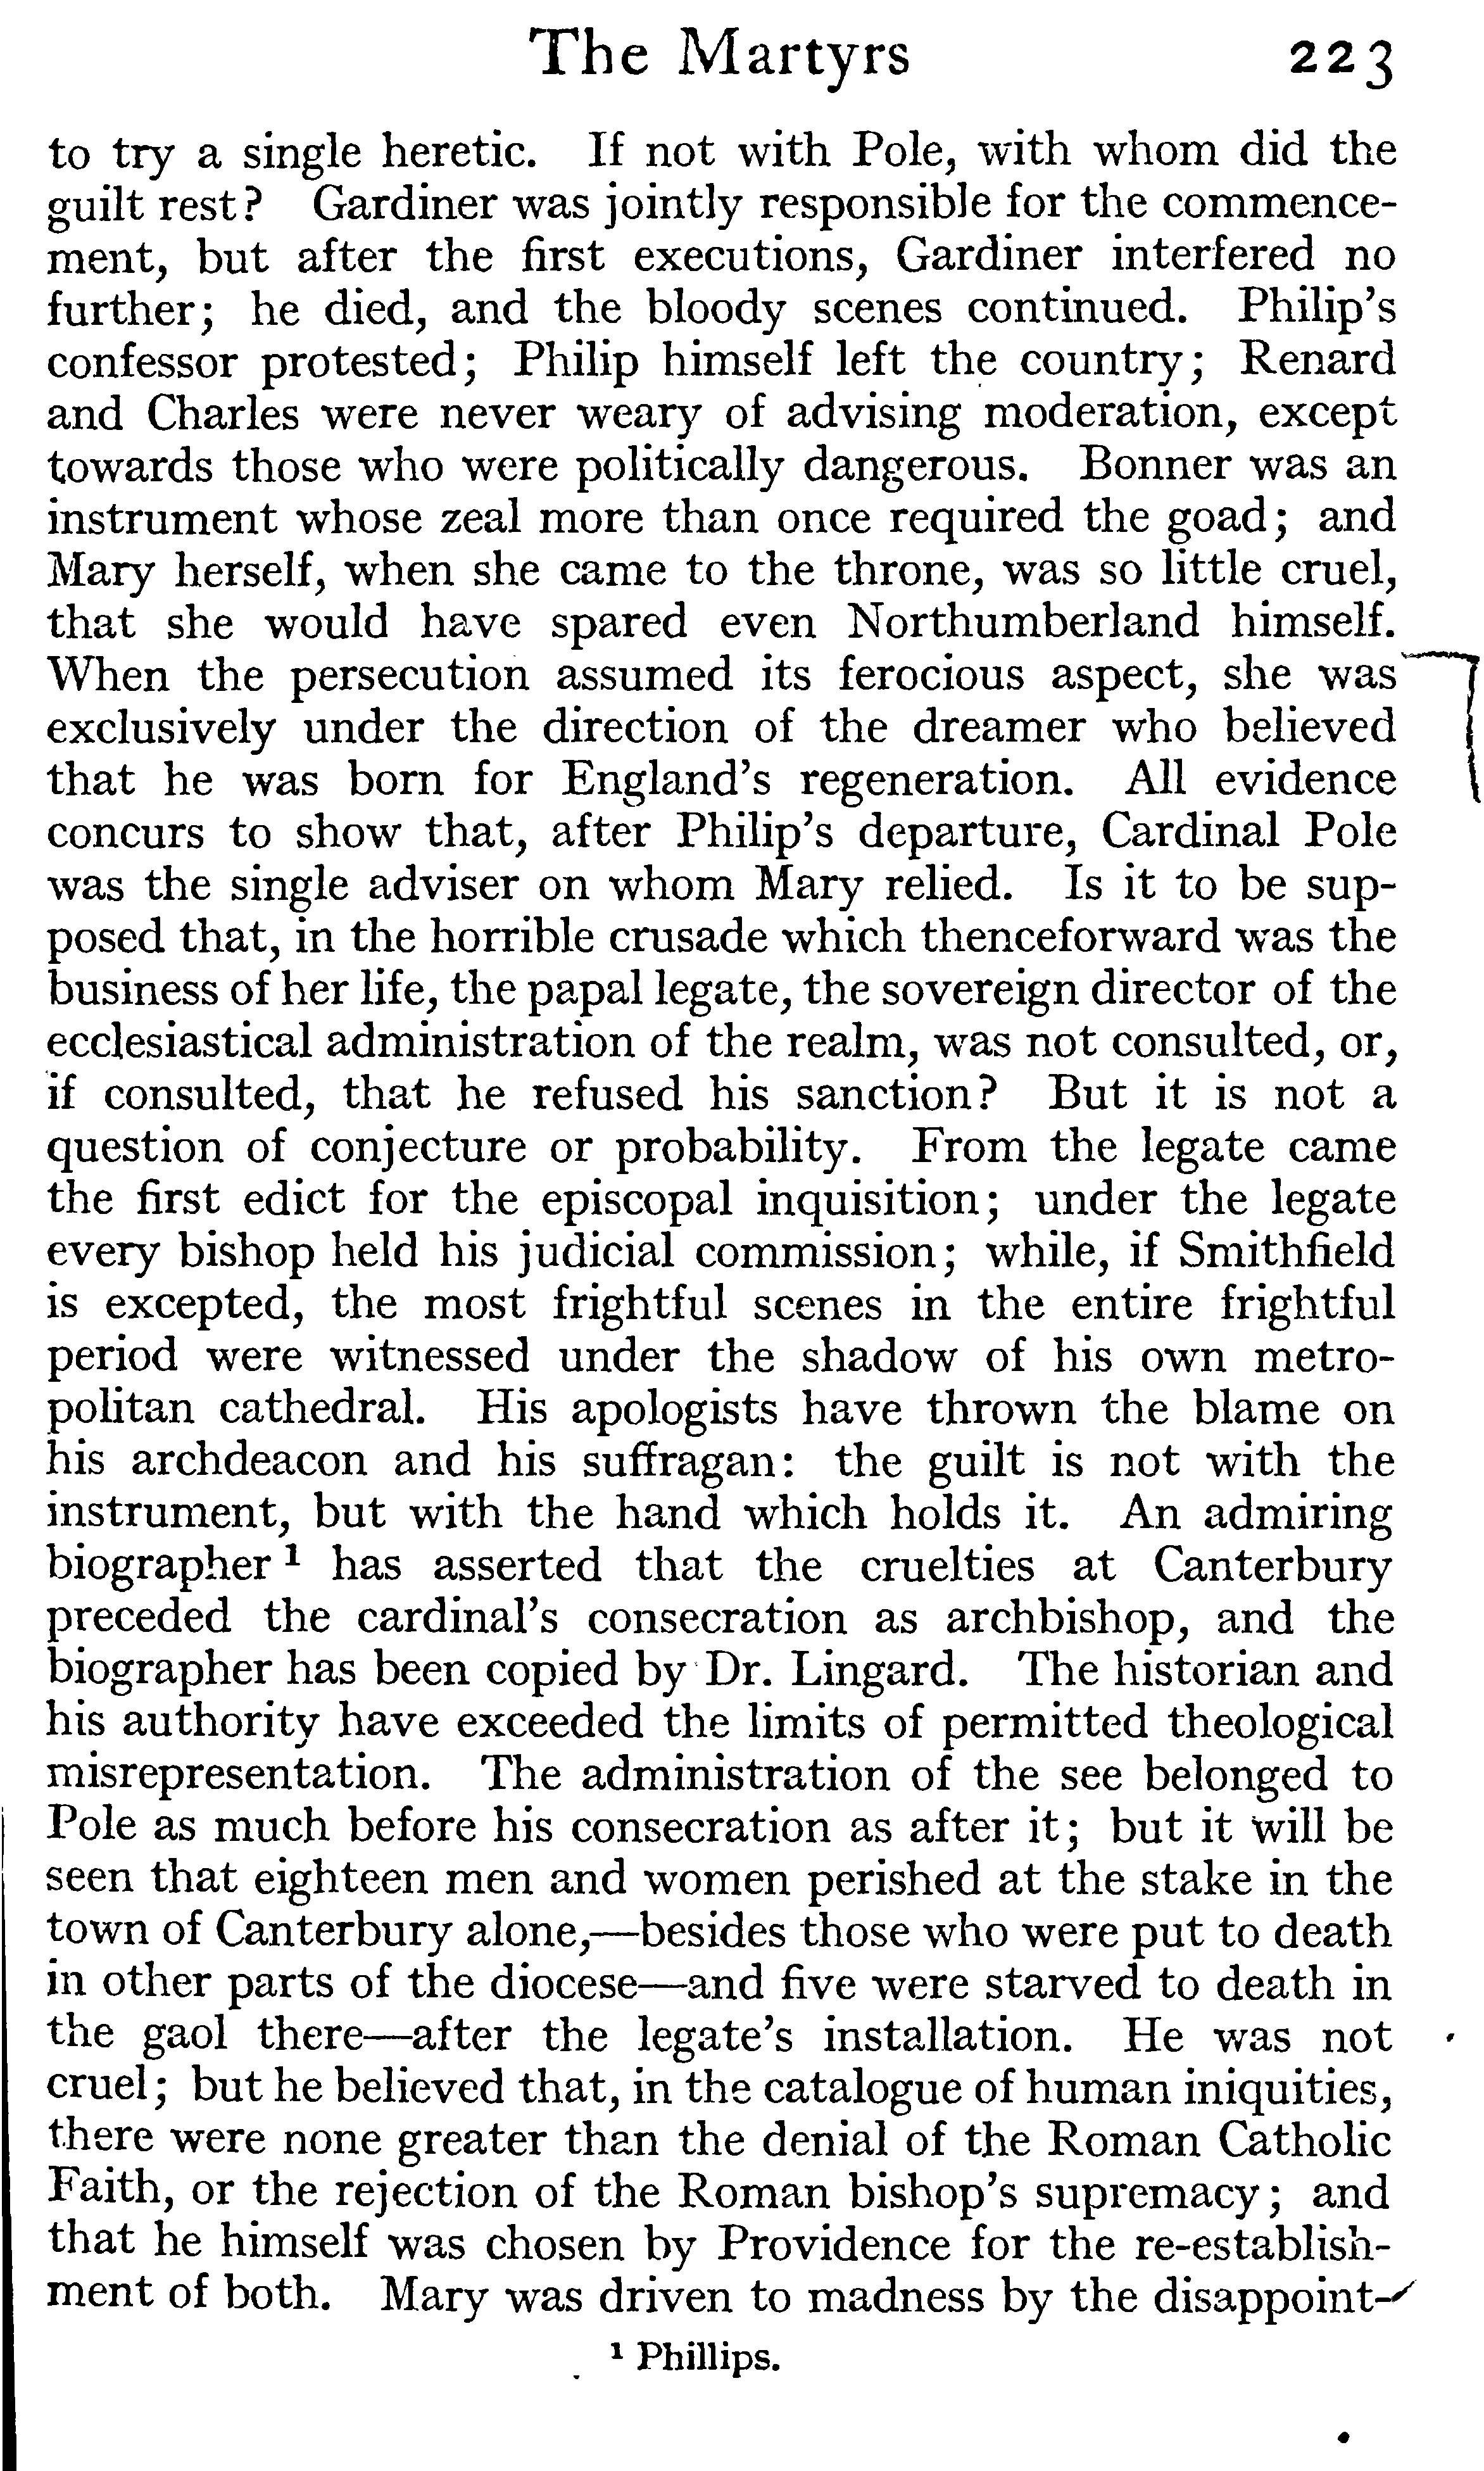 The Martyrs 223
to try a single heretic. If not with Pole, with whom did the
guilt rest? Gardiner was jointly responsible for the commence-
ment, but after the first executions, Gardiner interfered no
further; he died, and the bloody scenes continued. Philip's
confessor protested; Philip himself left the country; Renard
and Charles were never weary of advising moderation, except
towards those who were politically dangerous. Bonner was an
instrument whose zeal more than once required the goad; and
Mary herself, when she came to the throne, was so little cruel,
that she would have spared even Northumberland himself.
When the persecution assumed its ferocious aspect, she was
exclusively under the direction of the dreamer who believed
that he was born for England's regeneration. All evidence
concurs to show that, after Philip's departure, Cardinal Pole
was the single adviser on whom Mary relied. Is it to be sup-
posed that, in the horrible crusade which thenceforward was the
business of her life, the papal legate, the sovereign director of the
ecclesiastical administration of the realm, was not consulted, or,
if consulted, that he refused his sanction? But it is not a
question of conjecture or probability. From the legate came
the first edict for the episcopal inquisition; under the legate
every bishop held his judicial commission; while, if Smithfield
is excepted, the most frightful scenes in the entire frightful
period were witnessed under the shadow of his own metro-
politan cathedral. His apologists have thrown the blame on
his archdeacon and his suffragan: the guilt is not with the
instrument, but with the hand which holds it. An admiring
biographer ¹ has asserted that the cruelties at Canterbury
preceded the cardinal's consecration as archbishop, and the
biographer has been copied by Dr. Lingard. The historian and
his authority have exceeded the limits of permitted theological
misrepresentation. The administration of the see belonged to
Pole as much before his consecration as after it; but it will be
seen that eighteen men and women perished at the stake in the
town of Canterbury alone,—besides those who were put to death
in other parts of the diocese—and five were starved to death in
the gaol there—after the legate's installation. He was not
cruel; but he believed that, in the catalogue of human iniquities,
there were none greater than the denial of the Roman Catholic
Faith, or the rejection of the Roman bishop's supremacy; and
that he himself was chosen by Providence for the re-establish-
ment of both. Mary was driven to madness by the disappoint-
¹ Phillips.